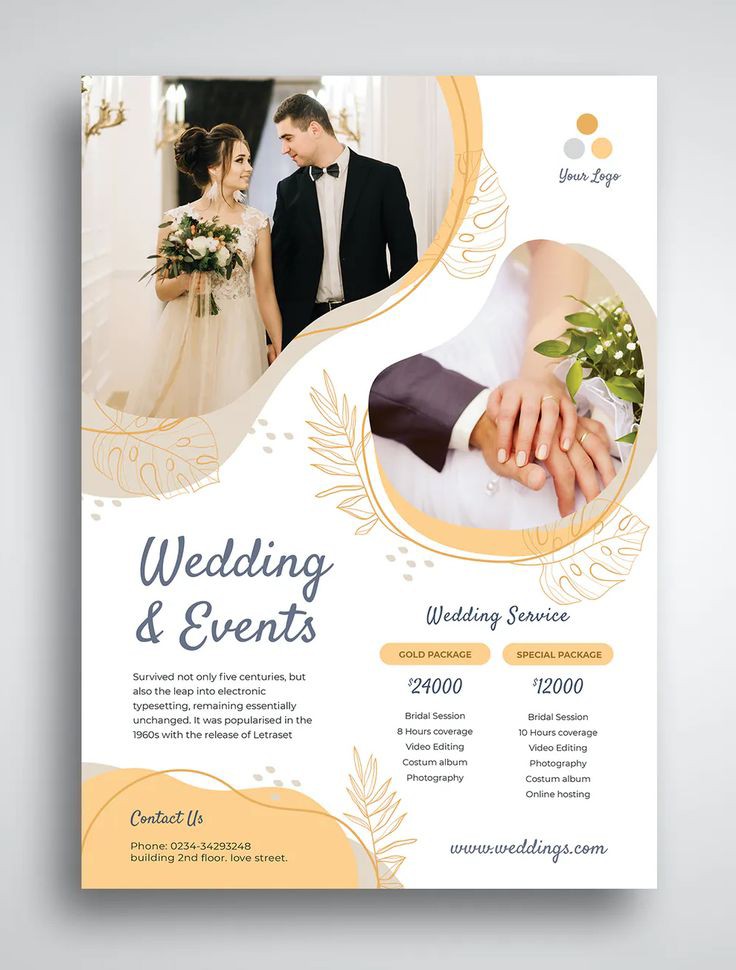 Your Logo
Wedding
& Events
Survived not only five centuries, but
also the leap into electronic
typesetting, remaining essentially
unchanged. It was popularised in the
1960s with the release of Letraset
Wedding Service
GOLD PACKAGE
$24000
Bridal Session
8 Hours coverage
Video Editing
Costum album
Photography
SPECIAL PACKAGE
$12000
Bridal Session
10 Hours coverage
Video Editing
Photography
Costum album
Online hosting
Contact Us
Phone: 0234-34293248
building 2nd floor. love street.
www.weddings.com